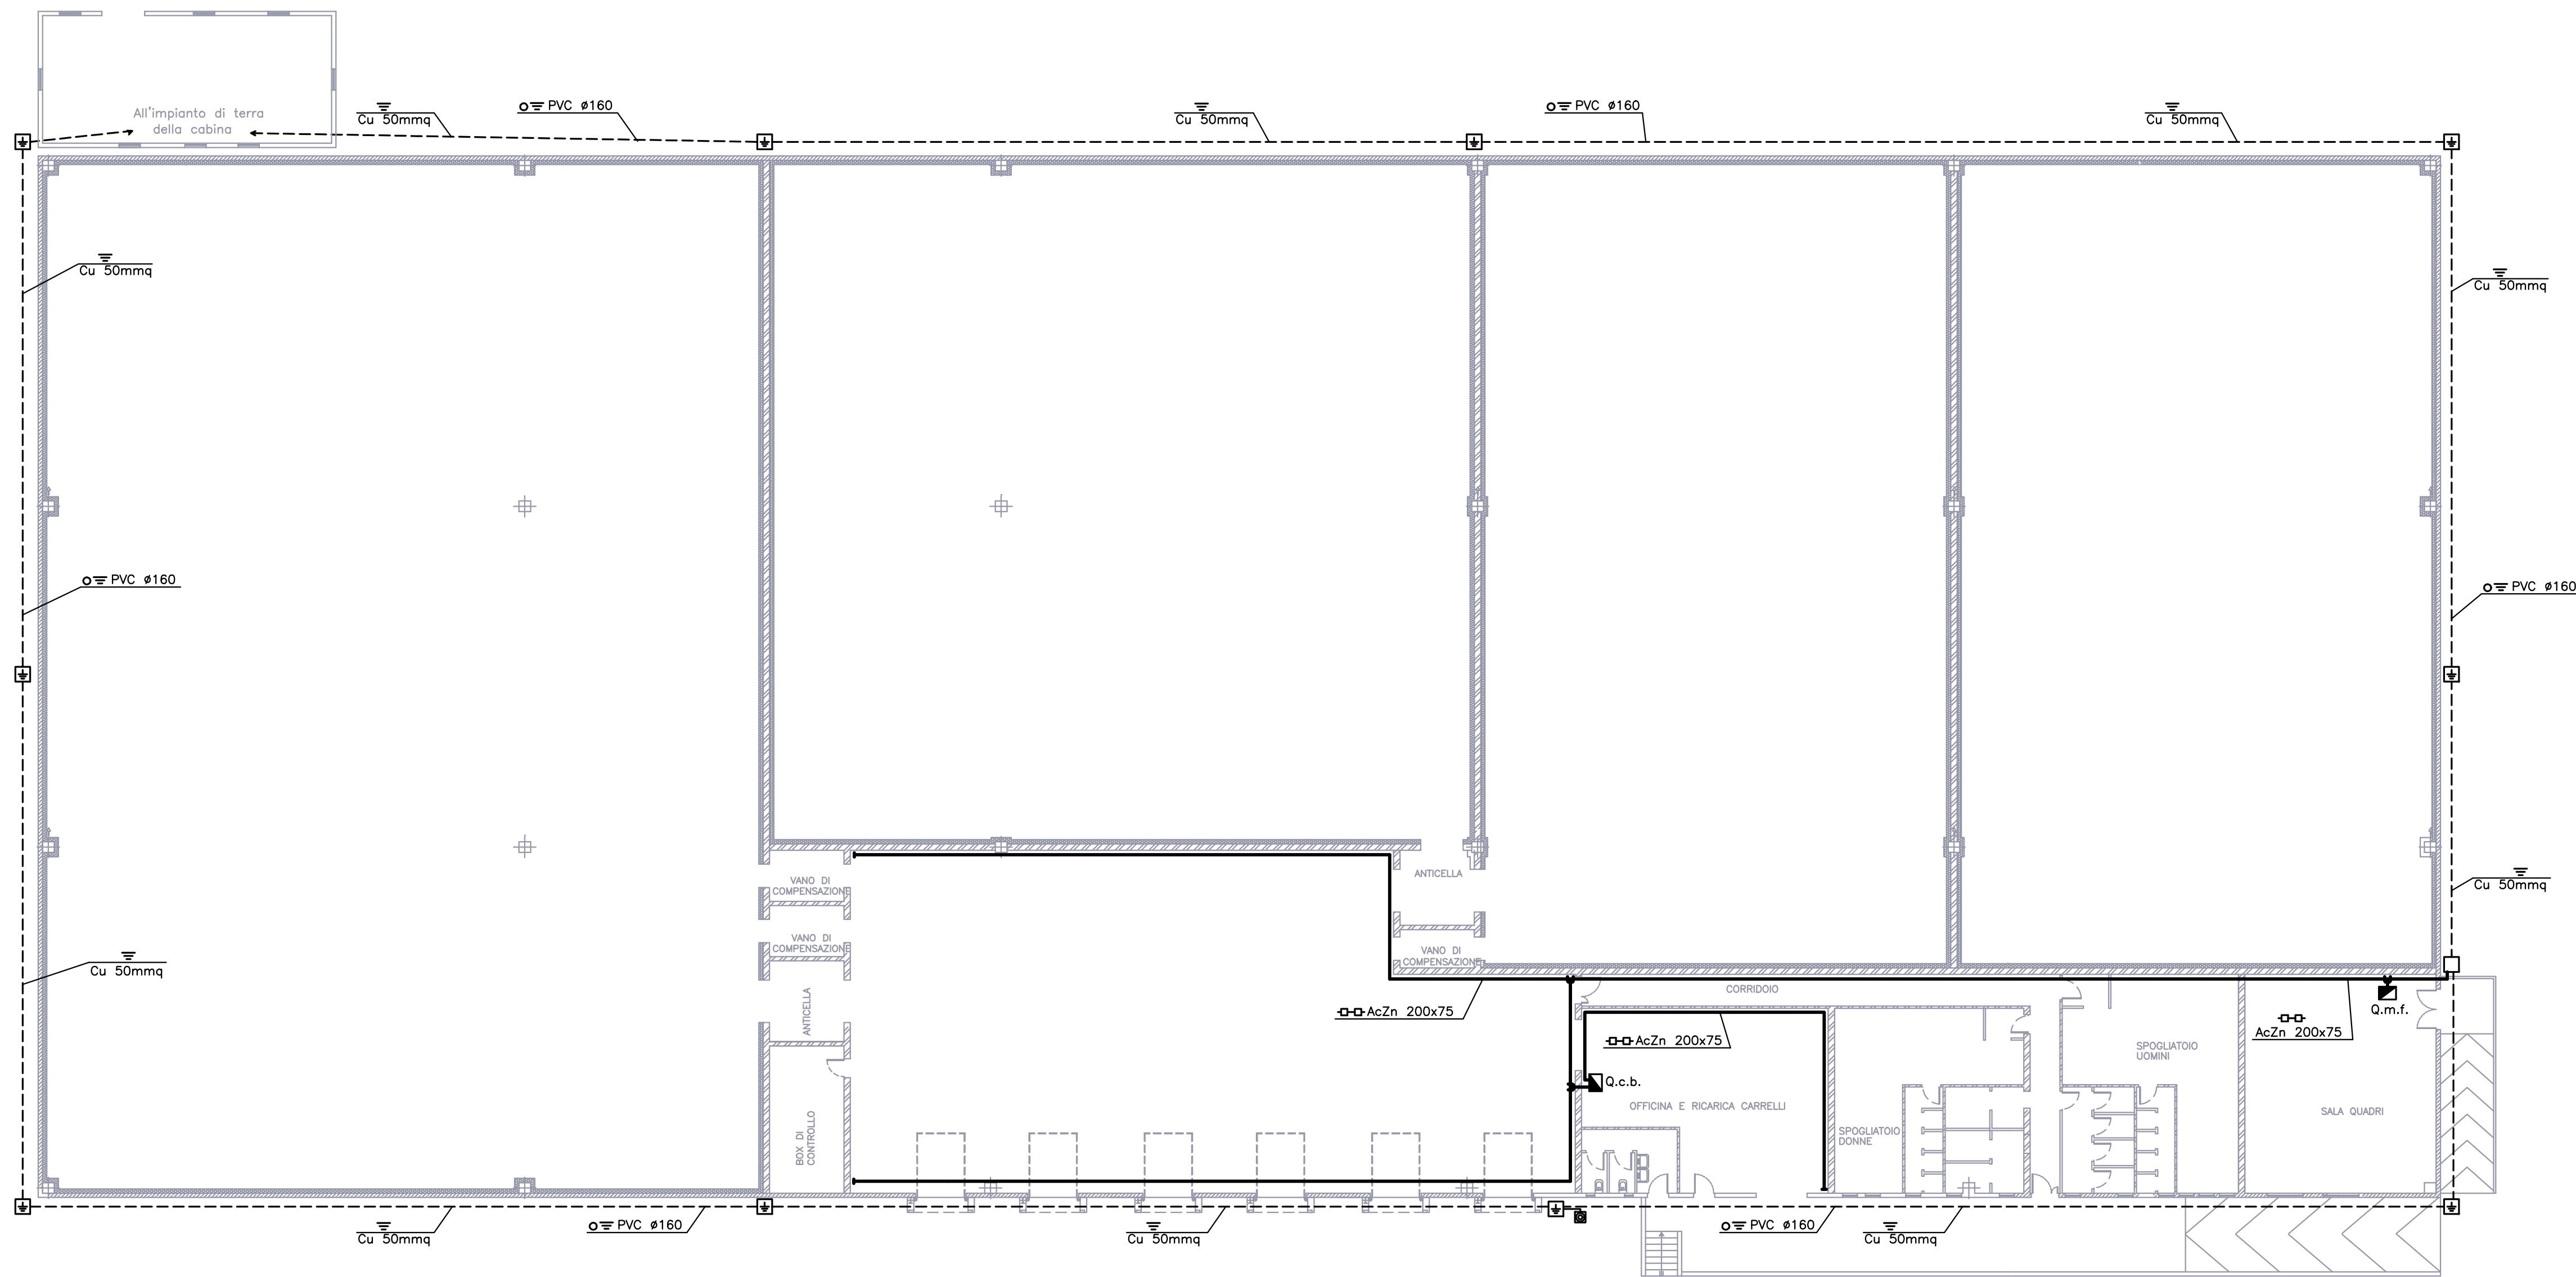 All'impianto di terra
della cabina
Cu 50mmq
PVC ø160
Cu 50mmq
PVC ø160
Cu 50mmq
Cu 50mmq
Cu 50mmq
PVC ø160
PVC ø160
VANO DI
COMPENSAZIONE
ANTICELLA
Cu 50mmq
VANO DI
COMPENSAZIONE
VANO DI
COMPENSAZIONE
Cu 50mmq
ANTICELLA
CORRIDOIO
AcZn 200x75
Q.m.f.
AcZn 200x75
AcZn 200x75
SPOGLIATOIO
UOMINI
Q.c.b.
OFFICINA E RICARICA CARRELLI
SALA QUADRI
BOX DI
CONTROLLO
SPOGLIATOIO
DONNE
Cu 50mmq
PVC ø160
Cu 50mmq
PVC ø160
Cu 50mmq